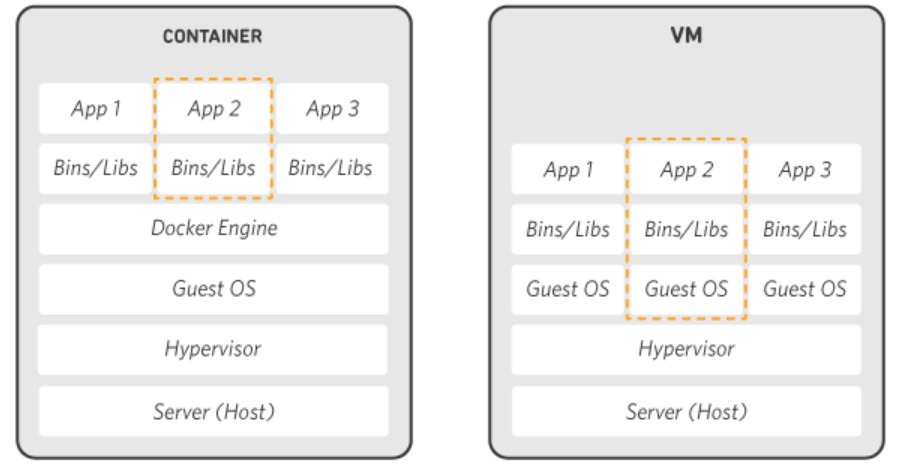 CONTAINER
App 1 App 2 App 3
Bins/Libs Bins/Libs Bins/Libs
Docker Engine
Guest OS
Hypervisor
Server (Host)
VM
App 1 App 2 App 3
Bins/Libs Bins/Libs Bins/Libs
Guest OS Guest OS Guest OS
Hypervisor
Server (Host)